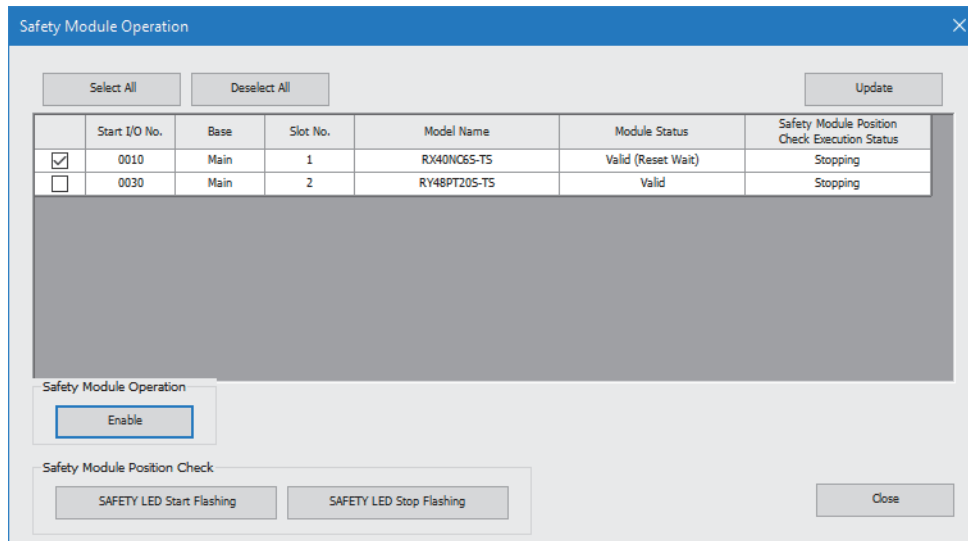 Safety Module Operation
Select All Deselect All Update
Start I/O No. Base Slot No. Model Name Module Status Safety Module Position Check Execution Status
0010 Main 1 RX40NC6S-TS Valid (Reset Wait) Stopping
0030 Main 2 RY48PT20S-TS Valid Stopping
Safety Module Operation
Enable
Safety Module Position Check
SAFETY LED Start Flashing SAFETY LED Stop Flashing Close